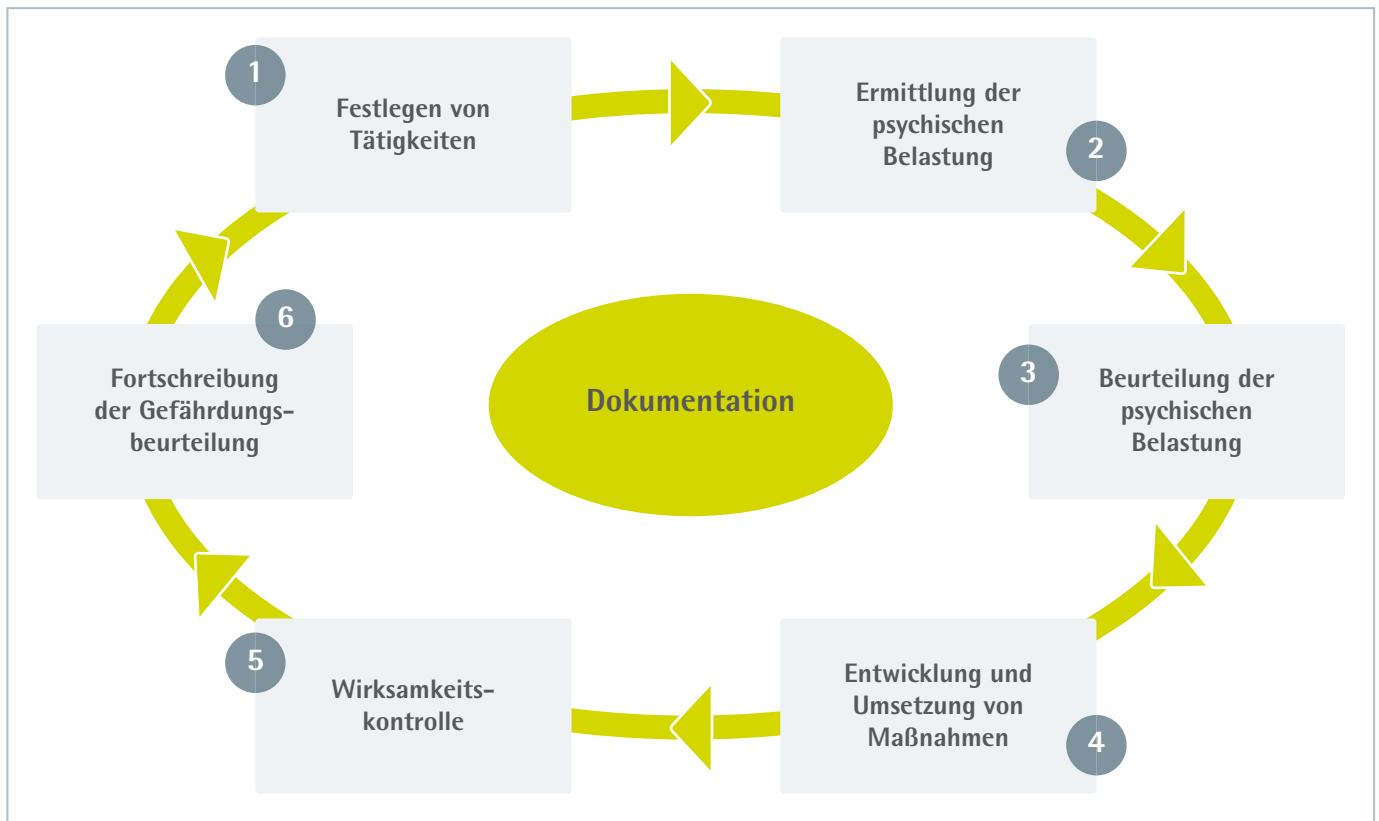 1
Festlegen von
Tätigkeiten
2
Ermittlung der
psychischen
Belastung
3
Beurteilung der
psychischen
Belastung
4
Entwicklung und
Umsetzung von
Maßnahmen
5
Wirksamkeits-
kontrolle
6
Fortschreibung
der Gefährdungs-
beurteilung
Dokumentation